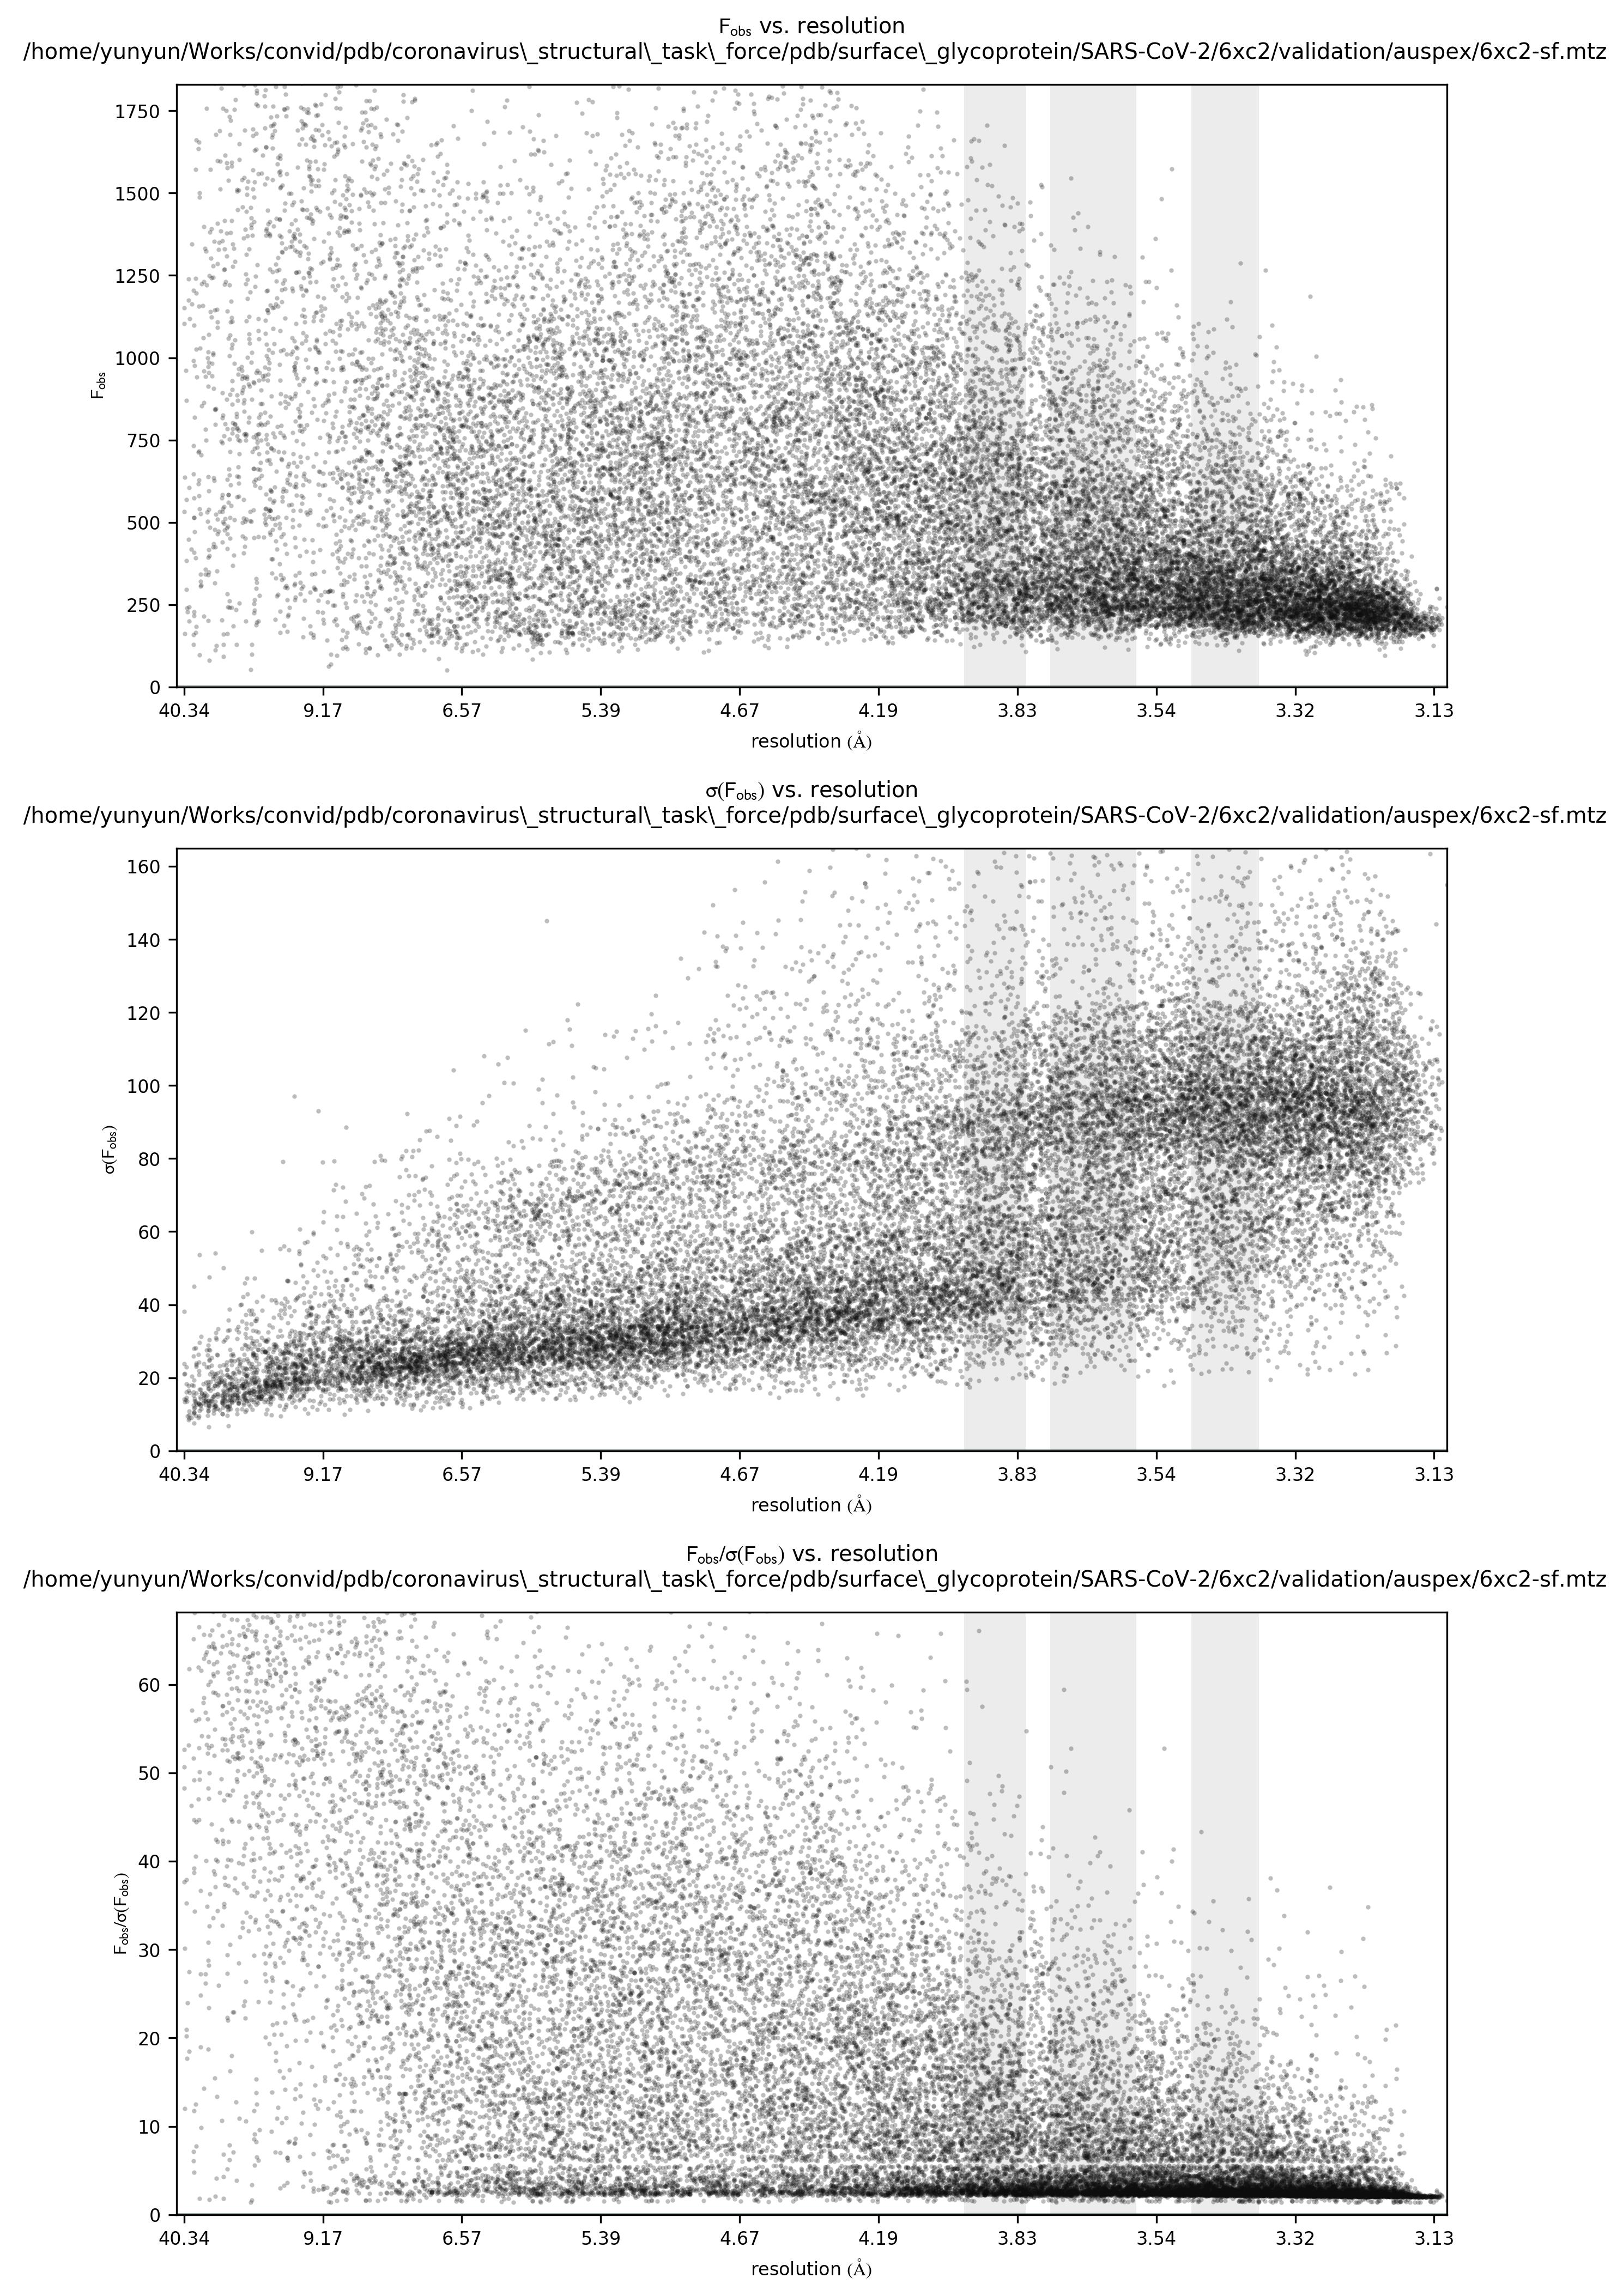 Fobs vs. resolution
/home/yunyun/Works/convid/pdb/coronavirus\_structural\_task\_force/pdb/surface\_glycoprotein/SARS-CoV-2/6xc2/validation/auspex/6xc2-sf.mtz
1750
1500
1250
1000
750
500
250
0
Fobs
40.34 9.17 6.57 5.39 4.67 4.19 3.83 3.54 3.32 3.13
resolution (Å)
σ(Fobs) vs. resolution
/home/yunyun/Works/convid/pdb/coronavirus\_structural\_task\_force/pdb/surface\_glycoprotein/SARS-CoV-2/6xc2/validation/auspex/6xc2-sf.mtz
160
140
120
100
80
60
40
20
0
σ(Fobs)
40.34 9.17 6.57 5.39 4.67 4.19 3.83 3.54 3.32 3.13
resolution (Å)
Fobs/σ(Fobs) vs. resolution
/home/yunyun/Works/convid/pdb/coronavirus\_structural\_task\_force/pdb/surface\_glycoprotein/SARS-CoV-2/6xc2/validation/auspex/6xc2-sf.mtz
60
50
40
30
20
10
0
Fobs/σ(Fobs)
40.34 9.17 6.57 5.39 4.67 4.19 3.83 3.54 3.32 3.13
resolution (Å)